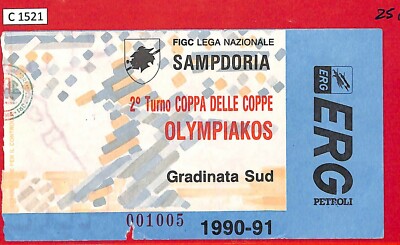 C 1521
25
FIGC LEGA NAZIONALE
SAMPDORIA
2º Turno COPPA DELLE COPPE
OLYMPIAKOS
Gradinata Sud
001005
1990-91
ERG
ERG
PETROLI